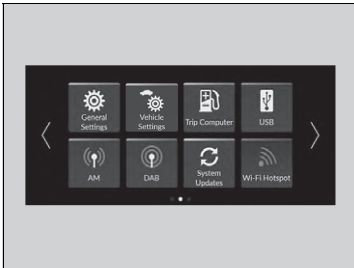 General
Settings
Vehicle
Settings
Trip Computer
USB
AM
DAB
System
Updates
Wi-Fi Hotspot